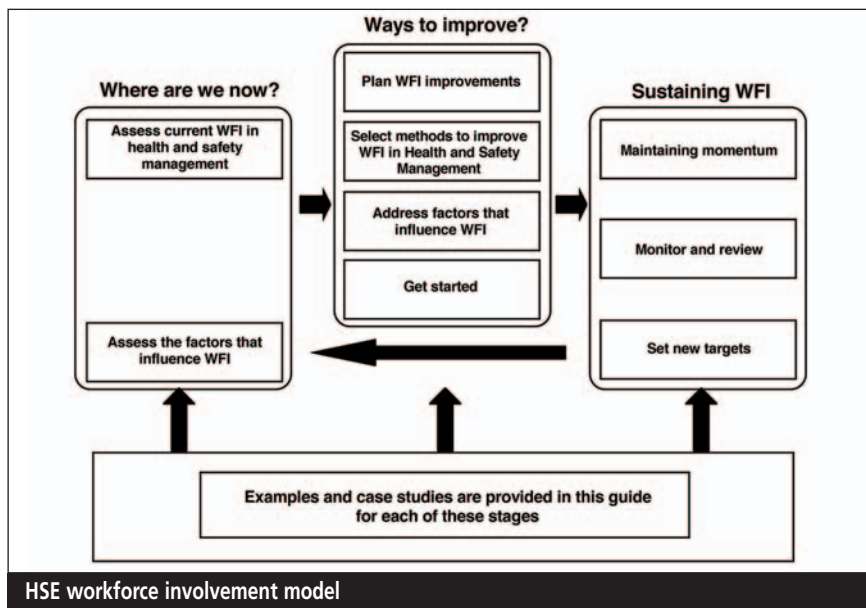 Where are we now?
Assess current WFI in
health and safety
management
Assess the factors that
influence WFI
Ways to improve?
Plan WFI improvements
Select methods to improve
WFI in Health and Safety
Management
Address factors that
influence WFI
Get started
Sustaining WFI
Maintaining momentum
Monitor and review
Set new targets
Examples and case studies are provided in this guide
for each of these stages
HSE workforce involvement model